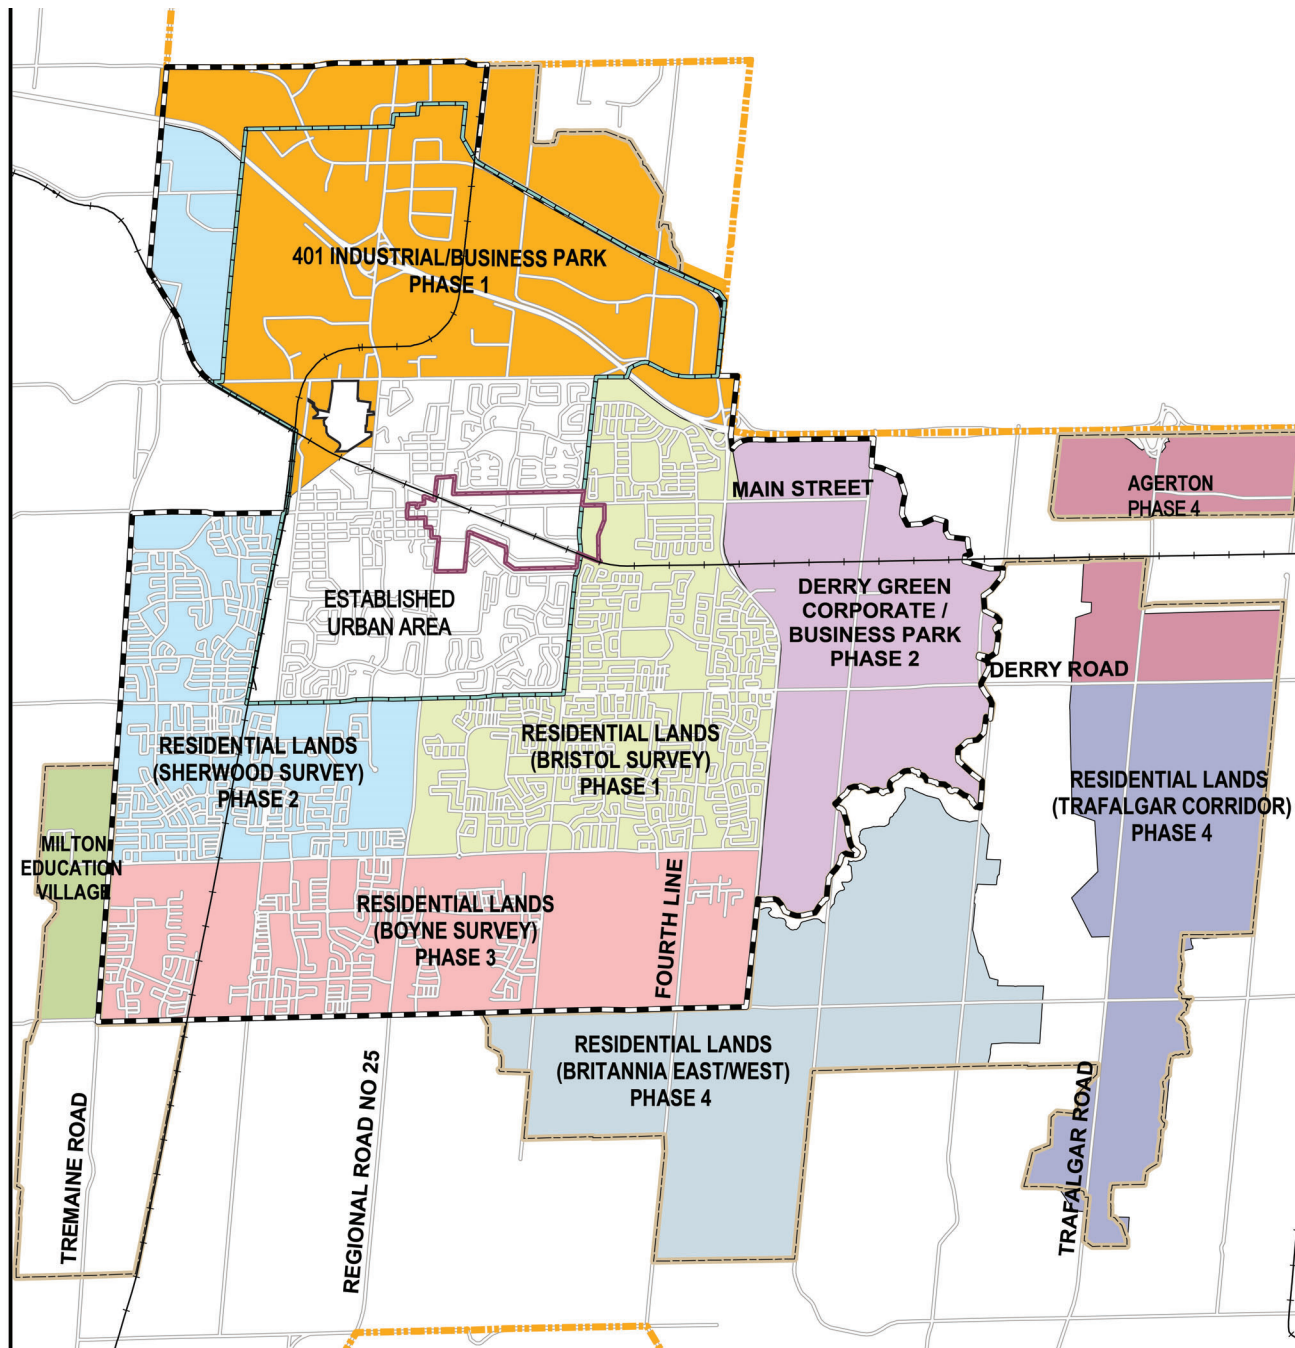 401 INDUSTRIAL/BUSINESS PARK
PHASE 1
MAIN STREET
AGERTON
PHASE 4
ESTABLISHED
URBAN AREA
DERRY GREEN
CORPORATE /
BUSINESS PARK
PHASE 2
DERRY ROAD
RESIDENTIAL LANDS
(SHERWOOD SURVEY)
PHASE 2
RESIDENTIAL LANDS
(BRISTOL SURVEY)
PHASE 1
RESIDENTIAL LANDS
(TRAFALGAR CORRIDOR)
PHASE 4
MILTON
EDUCATION
VILLAGE
RESIDENTIAL LANDS
(BOYNE SURVEY)
PHASE 3
FOURTH LINE
RESIDENTIAL LANDS
(BRITANNIA EAST/WEST)
PHASE 4
TREMAINE ROAD
REGIONAL ROAD NO 25
TRAFALGAR ROAD